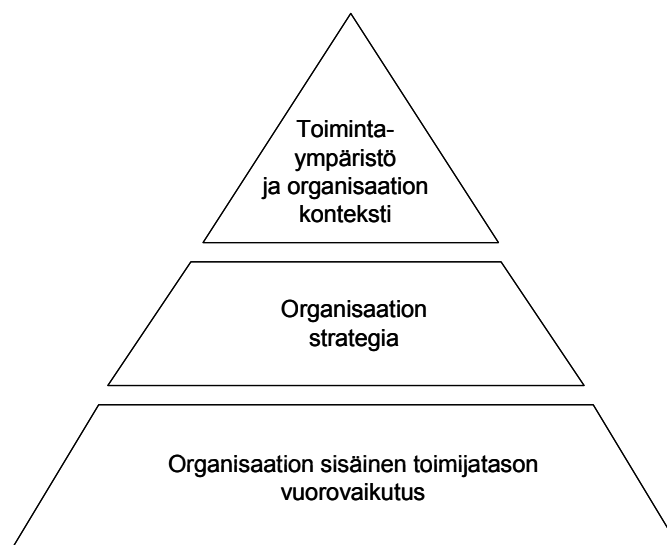 Toiminta-
ympäristö
ja organisaation
konteksti
Organisaation
strategia
Organisaation sisäinen toimijatason
vuorovaikutus